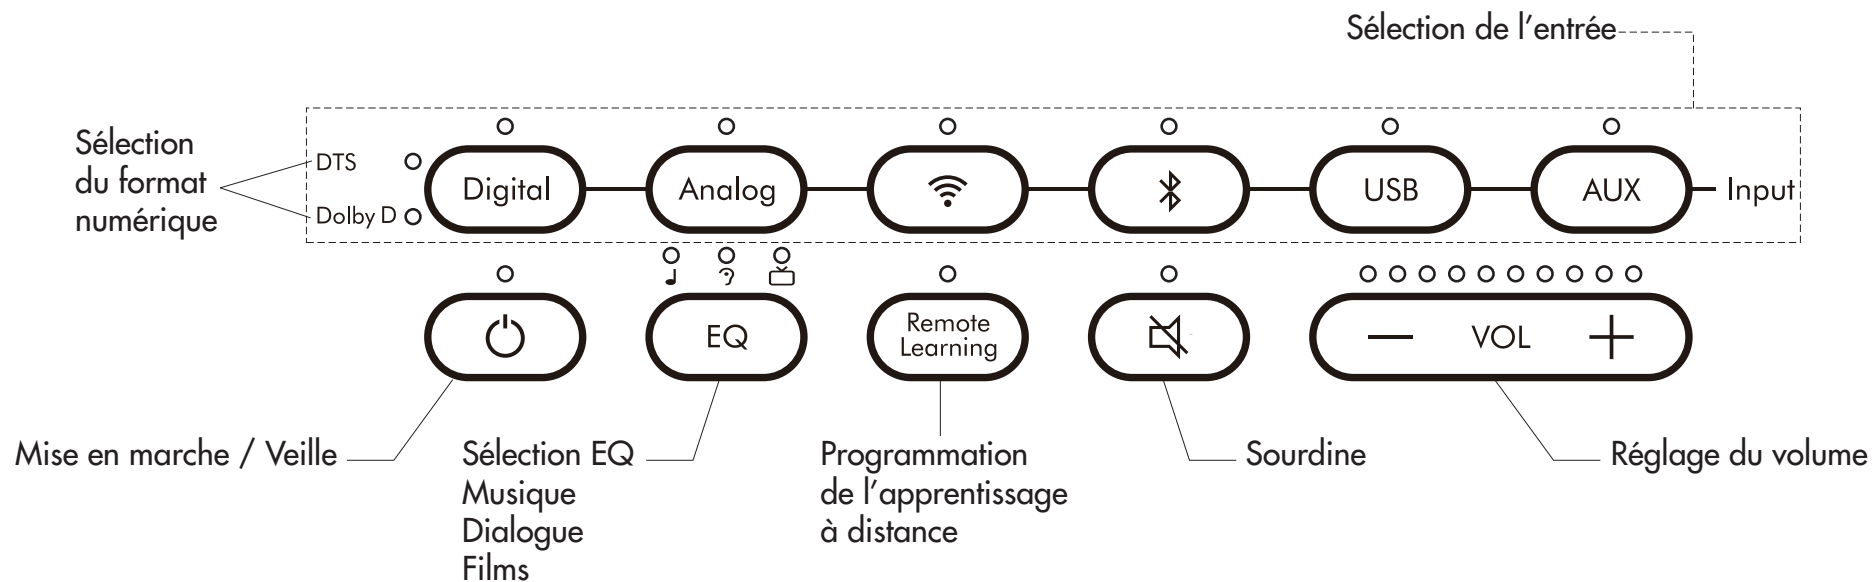 Sélection de l'entrée
Sélection
du format
numérique
DTS
Dolby D
Digital
Analog
USB
AUX
Input
EQ
Remote
Learning
VOL
Mise en marche / Veille
Sélection EQ
Musique
Dialogue
Films
Programmation
de l'apprentissage
à distance
Sourdine
Réglage du volume